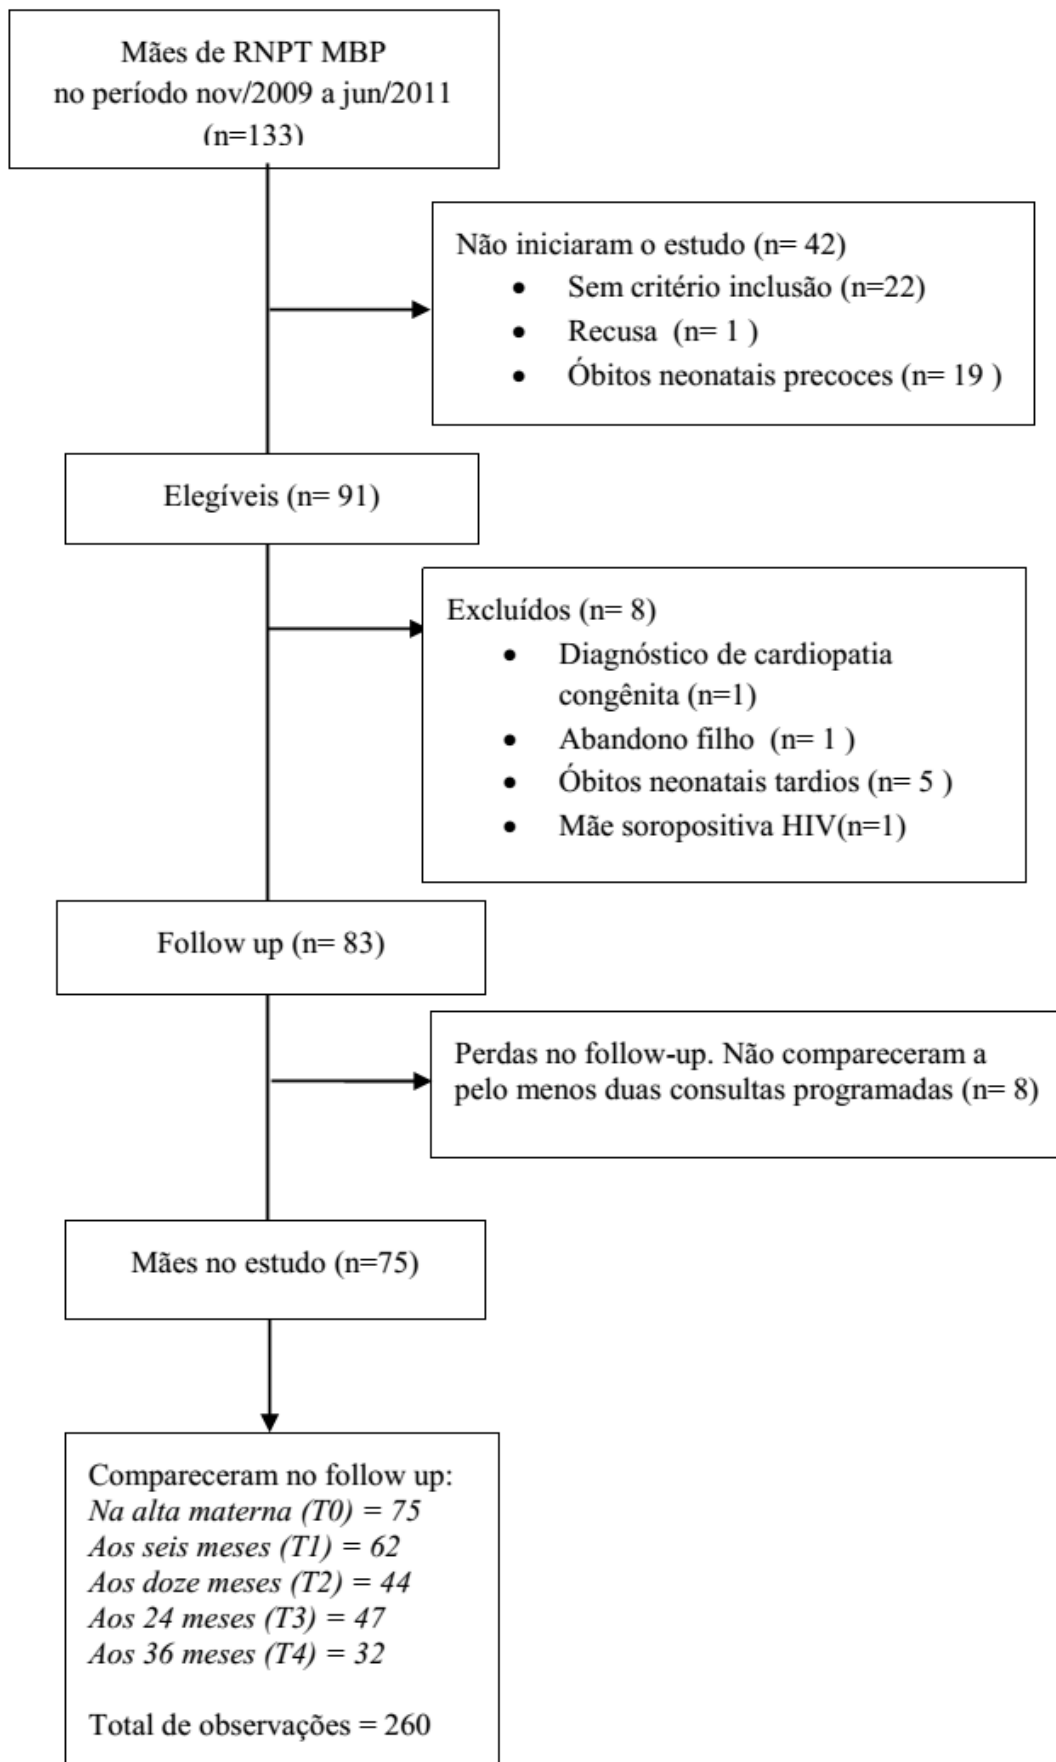 Mães de RNPT MBP
no período nov/2009 a jun/2011
(n=133)
Não iniciaram o estudo (n= 42)
• Sem critério inclusão (n=22)
• Recusa (n= 1 )
• Óbitos neonatais precoces (n= 19 )
Elegíveis (n= 91)
Excluídos (n= 8)
• Diagnóstico de cardiopatia
congênita (n=1)
• Abandono filho (n= 1 )
• Óbitos neonatais tardios (n= 5 )
• Mãe soropositiva HIV(n=1)
Follow up (n= 83)
Perdas no follow-up. Não compareceram a
pelo menos duas consultas programadas (n= 8)
Mães no estudo (n=75)
Compareceram no follow up:
Na alta materna (T0) = 75
Aos seis meses (T1) = 62
Aos doze meses (T2) = 44
Aos 24 meses (T3) = 47
Aos 36 meses (T4) = 32
Total de observações = 260